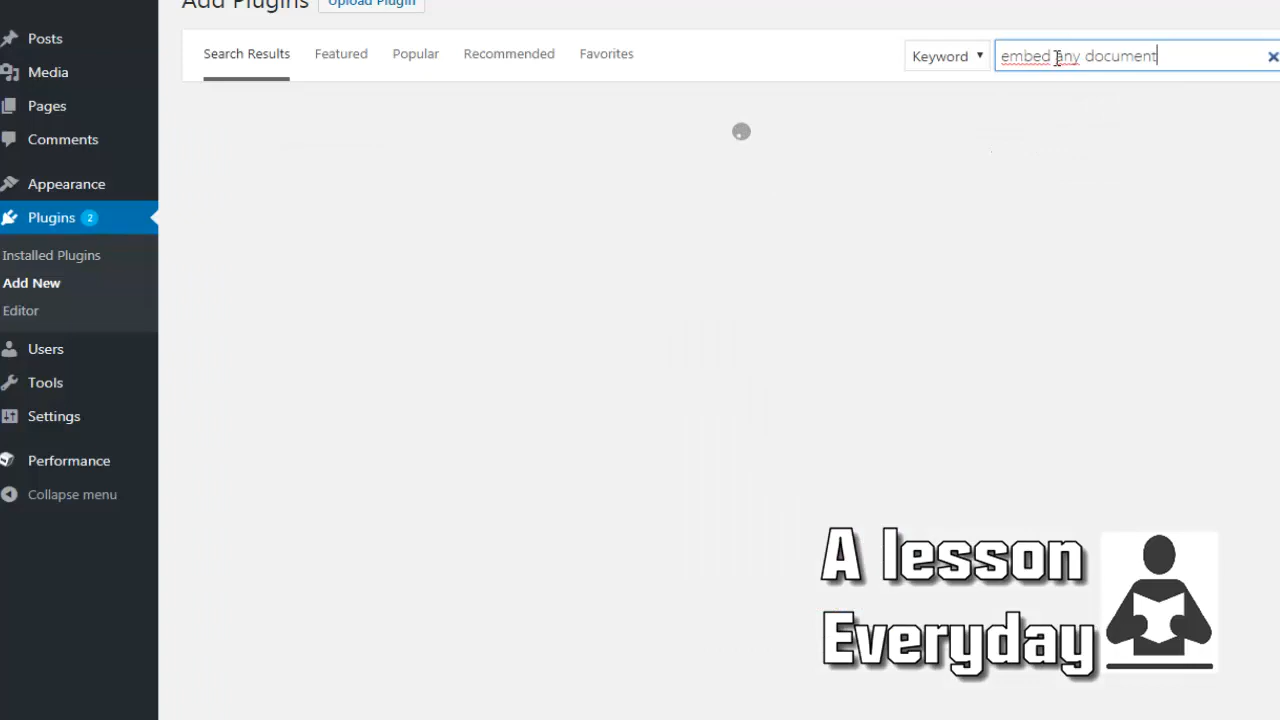 Add Plugins
Upload Plugin
Search Results
Featured
Popular
Recommended
Favorites
Keyword
embed any document
Posts
Media
Pages
Comments
Appearance
Plugins 2
Installed Plugins
Add New
Editor
Users
Tools
Settings
Performance
Collapse menu
A lesson
Everyday